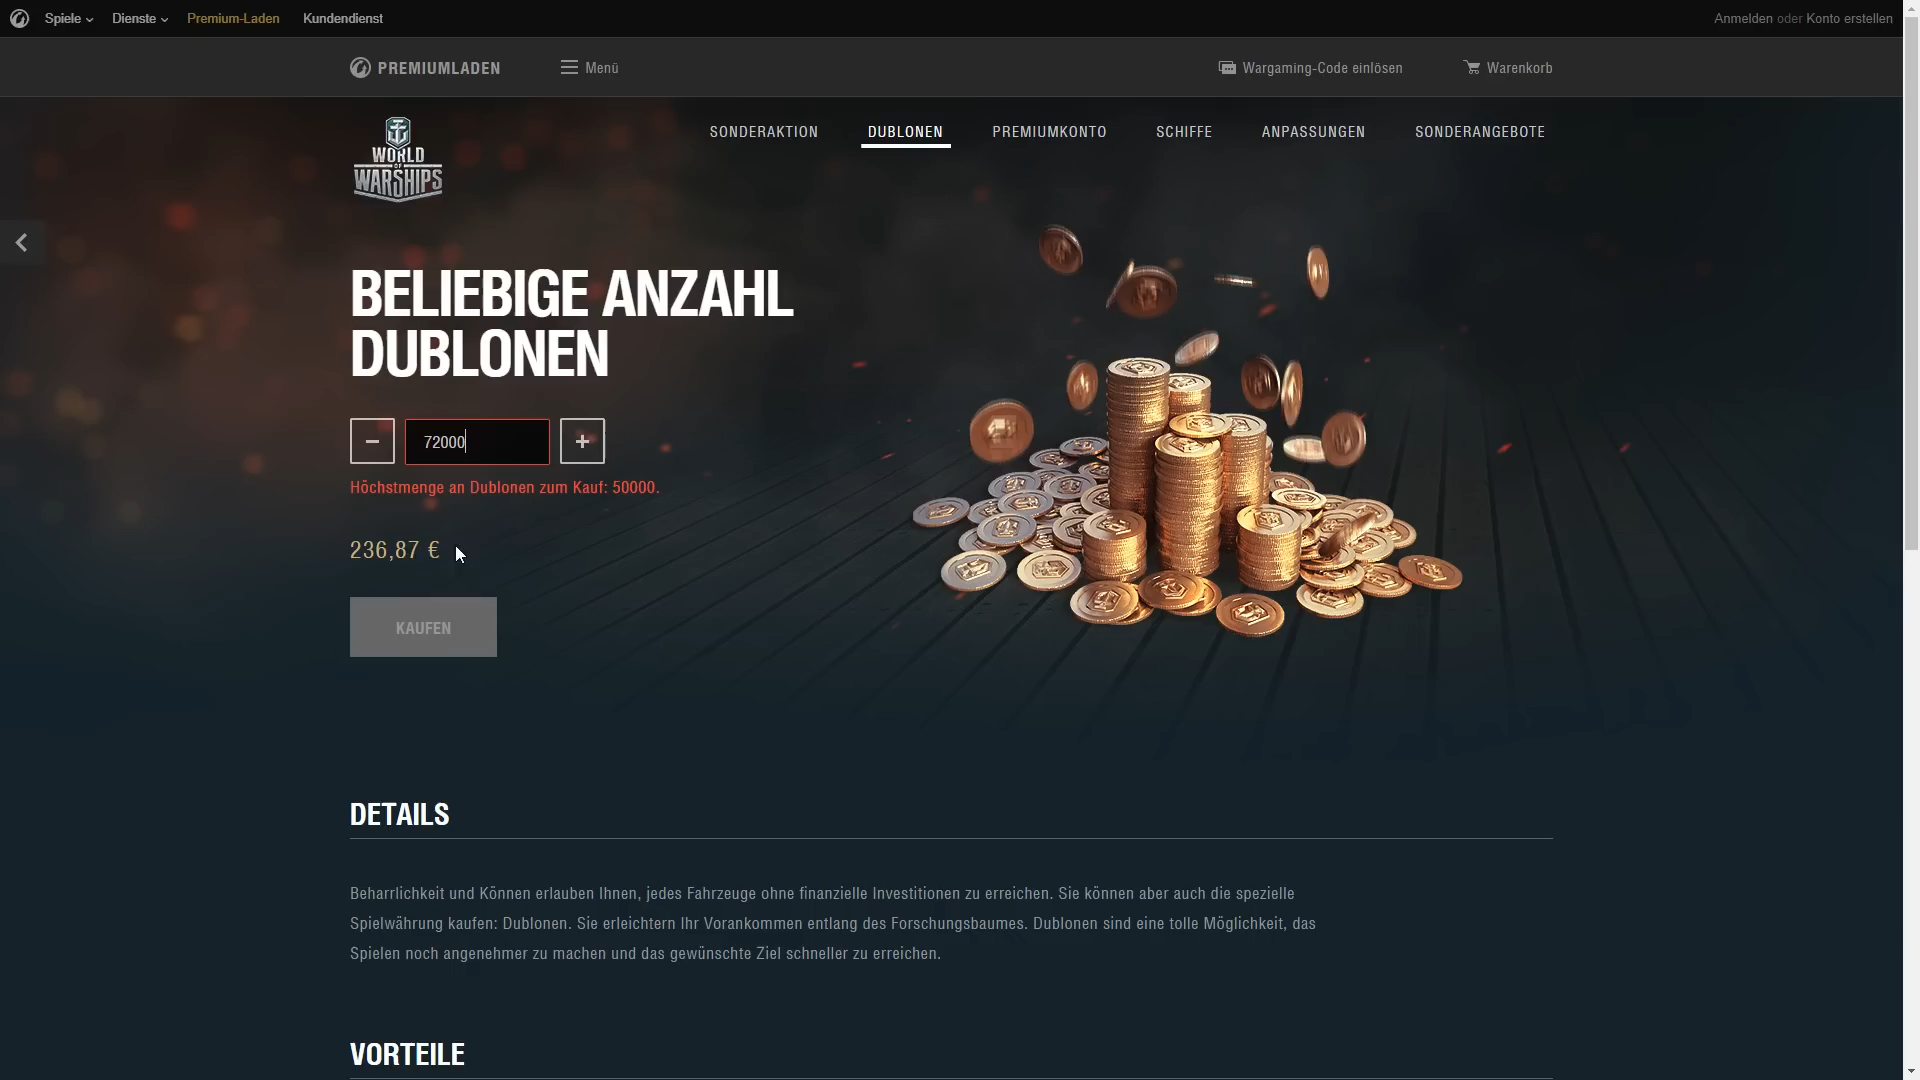 Spiele
Dienste
Premium-Laden
Kundendienst
Anmelden oder Konto erstellen
PREMIUMLADEN
Menü
Wargaming-Code einlösen
Warenkorb
WORLD
OF
WARSHIPS
SONDERAKTION
DUBLONEN
PREMIUMKONTO
SCHIFFE
ANPASSUNGEN
SONDERANGEBOTE
BELIEBIGE ANZAHL
DUBLONEN
72000
Höchstmenge an Dublonen zum Kauf: 50000.
236,87 €
KAUFEN
DETAILS
Beharrlichkeit und Können erlauben Ihnen, jedes Fahrzeuge ohne finanzielle Investitionen zu erreichen. Sie können aber auch die spezielle
Spielwährung kaufen: Dublonen. Sie erleichtern Ihr Vorankommen entlang des Forschungsbaumes. Dublonen sind eine tolle Möglichkeit, das
Spielen noch angenehmer zu machen und das gewünschte Ziel schneller zu erreichen.
VORTEILE